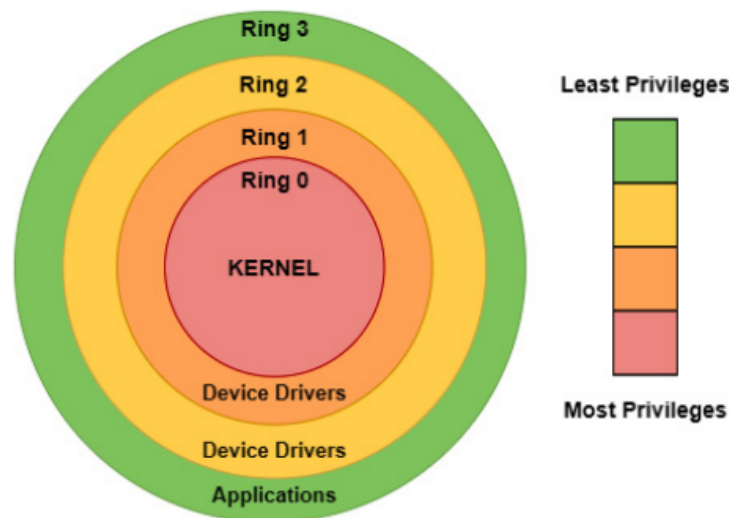 Ring 3
Ring 2
Ring 1
Ring 0
KERNEL
Device Drivers
Device Drivers
Applications
Least Privileges
Most Privileges